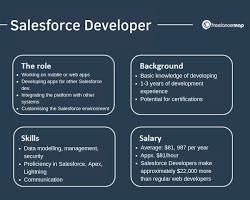 Salesforce Developer
freelancermap
The role
• Working on mobile or web apps
• Developing apps for other Salesforce
dev.
• Integrating the platform with other
systems
• Customising the Salesforce environment
Background
• Basic knowledge of developing
• 1-3 years of development
experience
• Potential for certifications
Skills
• Data modelling, management,
security
• Proficiency in Salesforce, Apex,
Lightning
• Communication
Salary
• Average: $81, 987 per year
• Appx. $81/hour
• Salesforce Developers make
approximately $22,000 more
than regular web developers